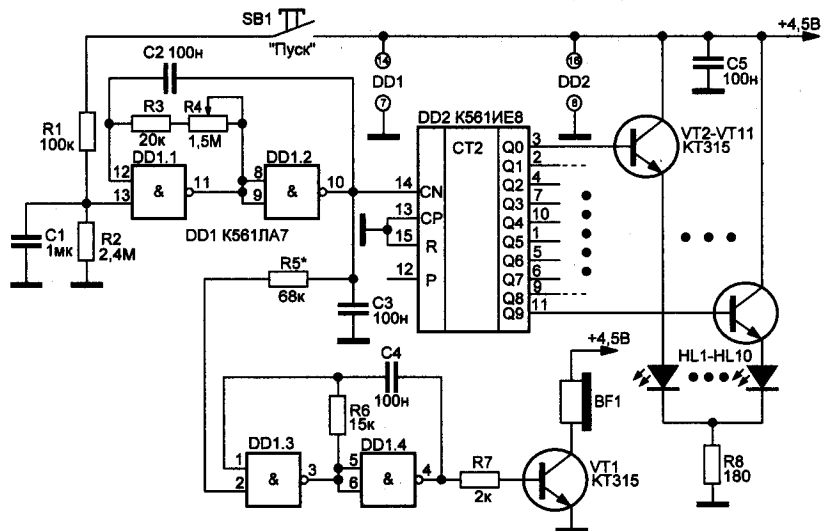 SB1
"Пуск"
+4,5В
C2 100н
R3
20к
R4
1,5М
R1
100к
DD1.1
&
12
13
11
DD1.2
&
8
9
10
DD1 К561ЛА7
C1
1мк
R2
2,4М
14
DD1
7
16
DD2
8
C5
100н
DD2 К561ИЕ8
CT2
14
CN
13
CP
15
R
12
P
Q0
3
Q1
2
Q2
4
Q3
7
Q4
10
Q5
1
Q6
5
Q7
6
Q8
9
Q9
11
VT2-VT11
КТ315
R5*
68к
C3
100н
C4
100н
R6
15к
DD1.3
&
1
2
3
DD1.4
&
5
6
4
R7
2к
VT1
КТ315
+4,5В
BF1
HL1-HL10
R8
180